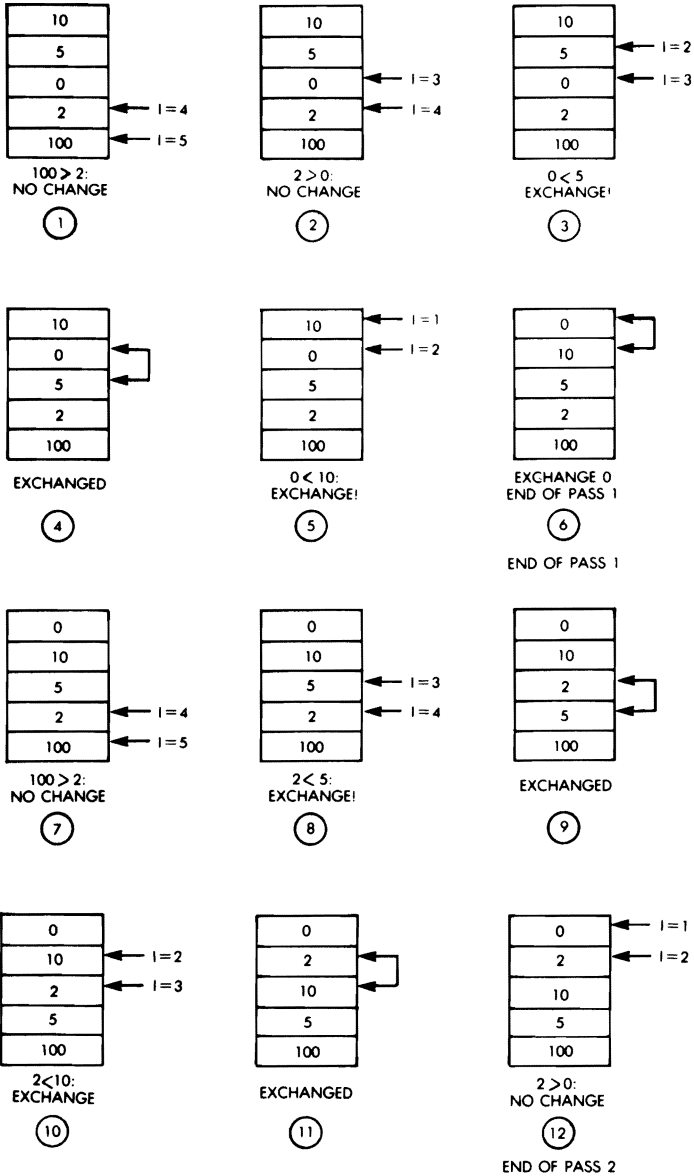 10
5
0
2 I=4
100 I=5
100 > 2:
NO CHANGE
1
10
5
0 I=3
2 I=4
100
2 > 0:
NO CHANGE
2
10
5 I=2
0 I=3
2
100
0 < 5
EXCHANGE!
3
10
0
5
2
100
EXCHANGED
4
10 I=1
0 I=2
5
2
100
0 < 10:
EXCHANGE!
5
0
10
5
2
100
EXCHANGE 0
END OF PASS 1
6
END OF PASS 1
0
10
5
2 I=4
100 I=5
100 > 2:
NO CHANGE
7
0
10
5 I=3
2 I=4
100
2 < 5:
EXCHANGE!
8
0
10
2
5
100
EXCHANGED
9
0
10 I=2
2 I=3
5
100
2<10:
EXCHANGE
10
0
2
10
5
100
EXCHANGED
11
0 I=1
2 I=2
10
5
100
2 > 0:
NO CHANGE
12
END OF PASS 2